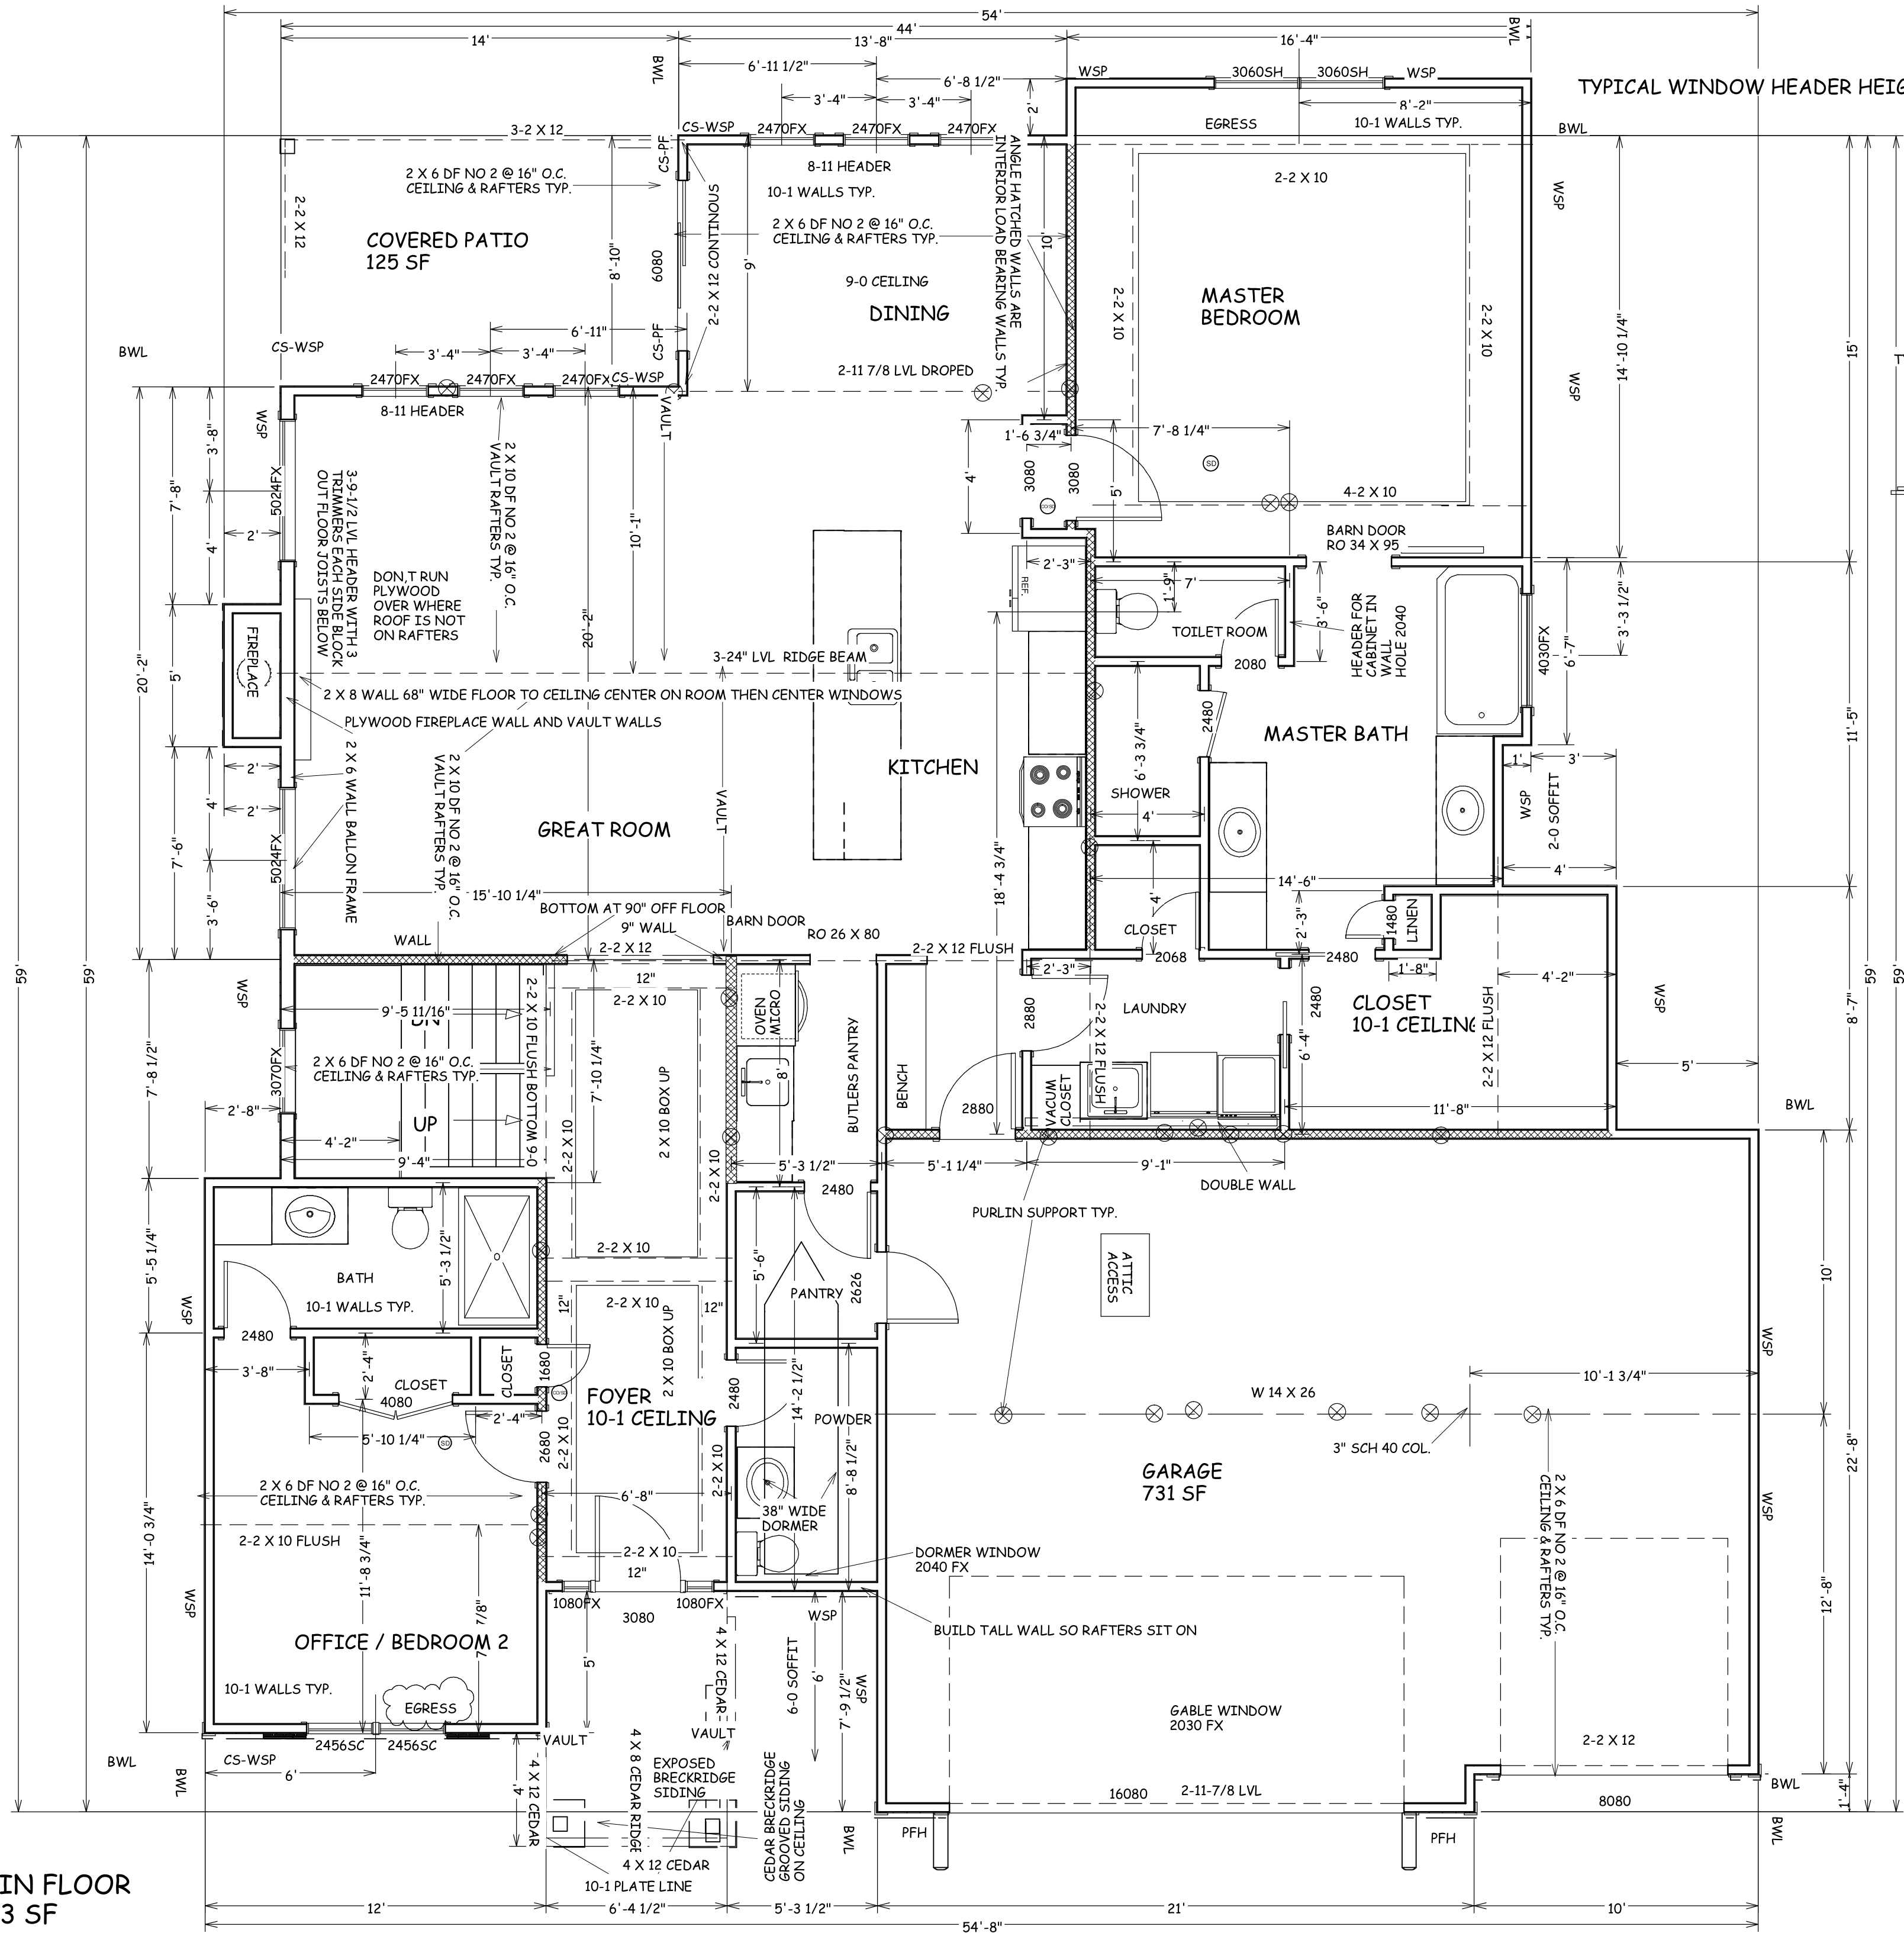 54'
44'
14'
13'-8"
16'-4"
BWL
BWL
6'-11 1/2"
6'-8 1/2"
3'-4"
3'-4"
2'
WSP
3060SH
3060SH
WSP
TYPICAL WINDOW HEADER HEIG
8'-2"
3-2 X 12
CS-WSP
2470FX
2470FX
2470FX
EGRESS
10-1 WALLS TYP.
BWL
CS-PF
8-11 HEADER
2 X 6 DF NO 2 @ 16" O.C.
CEILING & RAFTERS TYP.
10-1 WALLS TYP.
2-2 X 10
2-2 X 12
WSP
ANGLE HATCHED WALLS ARE
INTERIOR LOAD BEARING WALLS TYP.
2 X 6 DF NO 2 @ 16" O.C.
CEILING & RAFTERS TYP.
COVERED PATIO
125 SF
8'-10"
6080
2-2 X 12 CONTINUOUS
9'
10'
9-0 CEILING
DINING
MASTER
BEDROOM
2-2 X 10
2-2 X 10
14'-10 1/4"
15'
6'-11"
3'-4"
3'-4"
CS-PF
BWL
CS-WSP
2470FX
2470FX
2470FX
CS-WSP
2-11 7/8 LVL DROPED
WSP
8-11 HEADER
VAULT
WSP
3'-8"
7'-8"
5024FX
4'
2'
3-9-1/2 LVL HEADER WITH 3
TRIMMERS EACH SIDE BLOCK
OUT FLOOR JOISTS BELOW
2 X 10 DF NO 2 @ 16" O.C.
VAULT RAFTERS TYP.
10'-1"
1'-6 3/4"
7'-8 1/4"
4'
3080
3080
5'
SD
CO/SD
4-2 X 10
BARN DOOR
RO 34 X 95
59'
59'
59'
59'
20'-2"
20'-2"
DON,T RUN
PLYWOOD
OVER WHERE
ROOF IS NOT
ON RAFTERS
2'-3"
REF.
7'
1'-9"
3'-6"
TOILET ROOM
HEADER FOR
CABINET IN
WALL
HOLE 2040
2080
4030FX
6'-7"
3'-3 1/2"
5'
FIREPLACE
3-24" LVL RIDGE BEAM
2 X 8 WALL 68" WIDE FLOOR TO CEILING CENTER ON ROOM THEN CENTER WINDOWS
PLYWOOD FIREPLACE WALL AND VAULT WALLS
2480
6'-3 3/4"
MASTER BATH
11'-5"
2'
2'
4'
7'-6"
5024FX
3'-6"
2 X 6 WALL BALLON FRAME
2 X 10 DF NO 2 @ 16" O.C.
VAULT RAFTERS TYP.
VAULT
KITCHEN
GREAT ROOM
SHOWER
4'
1'
3'
WSP
2-0 SOFFIT
4'
18'-4 3/4"
14'-6"
15'-10 1/4"
BOTTOM AT 90" OFF FLOOR
9" WALL
BARN DOOR
RO 26 X 80
4'
CLOSET
2'-3"
1480
LINEN
WALL
2-2 X 12
2-2 X 12 FLUSH
2068
2480
2'-3"
1'-8"
4'-2"
WSP
9'-5 11/16"
DN
2-2 X 10 FLUSH BOTTOM 9-0
12"
2-2 X 10
OVEN
MICRO
2880
LAUNDRY
2-2 X 12 FLUSH
2480
CLOSET
10-1 CEILING
2-2 X 12 FLUSH
WSP
8'-7"
7'-8 1/2"
3070FX
2 X 6 DF NO 2 @ 16" O.C.
CEILING & RAFTERS TYP.
7'-10 1/4"
8'
BUTLERS PANTRY
BENCH
6'-4"
5'
2'-8"
UP
4'-2"
9'-4"
2-2 X 10
2 X 10 BOX UP
2-2 X 10
2880
VACUM
CLOSET
11'-8"
BWL
5'-3 1/2"
5'-1 1/4"
9'-1"
2480
DOUBLE WALL
PURLIN SUPPORT TYP.
5'-5 1/4"
5'-3 1/2"
2-2 X 10
5'-6"
ATTIC
ACCESS
10'
BATH
10-1 WALLS TYP.
WSP
12"
2-2 X 10
12"
PANTRY
2626
2480
3'-8"
2'-4"
CLOSET
CLOSET
1680
CO/SD
2 X 10 BOX UP
WSP
4080
2'-4"
FOYER
10-1 CEILING
2480
14'-2 1/2"
POWDER
W 14 X 26
10'-1 3/4"
5'-10 1/4"
SD
2680
2-2 X 10
2-2 X 10
3" SCH 40 COL.
22'-8"
2 X 6 DF NO 2 @ 16" O.C.
CEILING & RAFTERS TYP.
6'-8"
38" WIDE
DORMER
8'-8 1/2"
GARAGE
731 SF
2 X 6 DF NO 2 @ 16" O.C.
CEILING & RAFTERS TYP.
WSP
14'-0 3/4"
2-2 X 10 FLUSH
11'-8 3/4"
2-2 X 10
12"
DORMER WINDOW
2040 FX
WSP
7'-7/8"
1080FX
3080
1080FX
WSP
BUILD TALL WALL SO RAFTERS SIT ON
12'-8"
OFFICE / BEDROOM 2
5'
4 X 12 CEDAR
6-0 SOFFIT
6'
WSP
7'-9 1/2"
10-1 WALLS TYP.
EGRESS
GABLE WINDOW
2030 FX
2456SC
2456SC
VAULT
VAULT
2-2 X 12
BWL
BWL
CS-WSP
6'
4'
4 X 12 CEDAR
4 X 8 CEDAR RIDGE
EXPOSED
BRECKRIDGE
SIDING
CEDAR BRECKRIDGE
GROOVED SIDING
ON CEILING
16080
2-11-7/8 LVL
8080
BWL
1'-4"
BWL
PFH
PFH
BWL
4 X 12 CEDAR
10-1 PLATE LINE
IN FLOOR
3 SF
12'
6'-4 1/2"
5'-3 1/2"
21'
10'
54'-8"